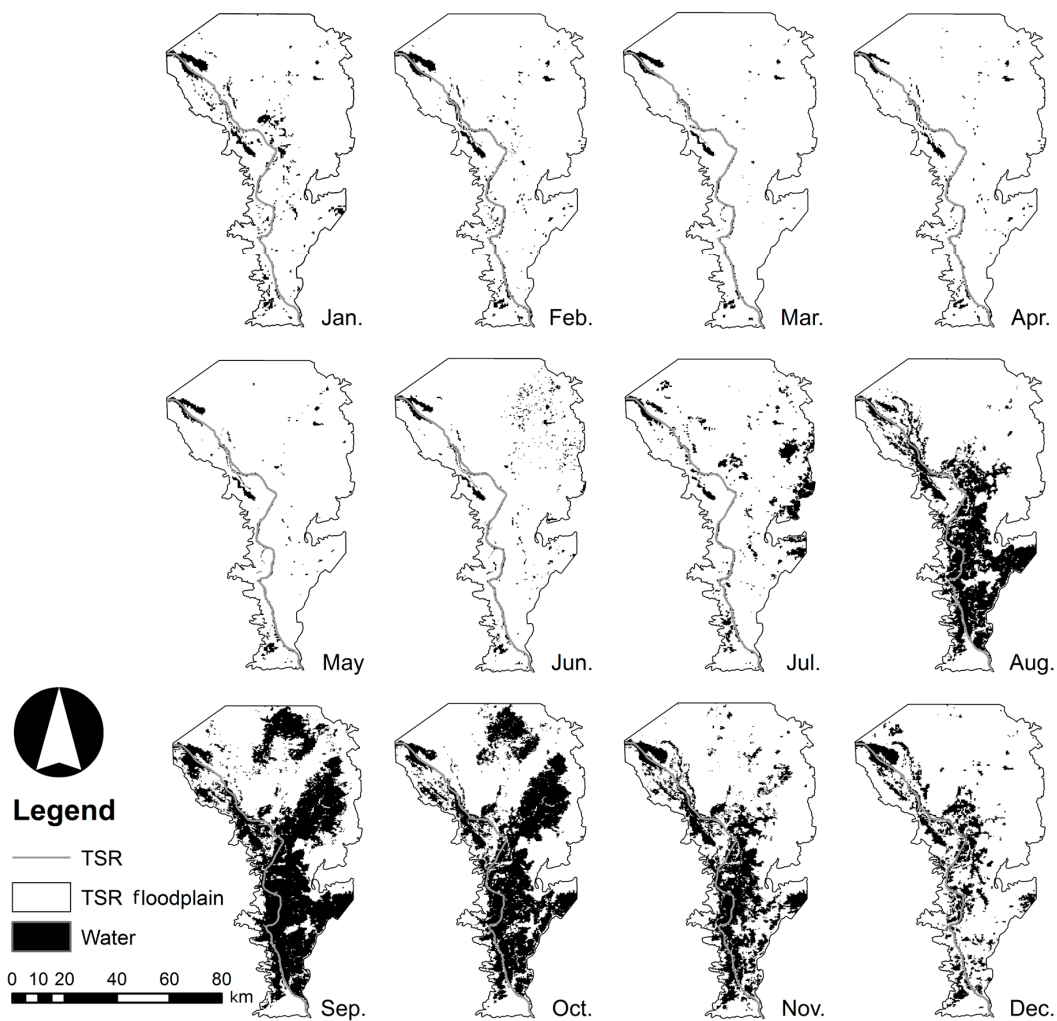 Jan.
Feb.
Mar.
Apr.
May
Jun.
Jul.
Aug.
Legend
TSR
TSR floodplain
Water
0 10 20 40 60 80
km
Sep.
Oct.
Nov.
Dec.